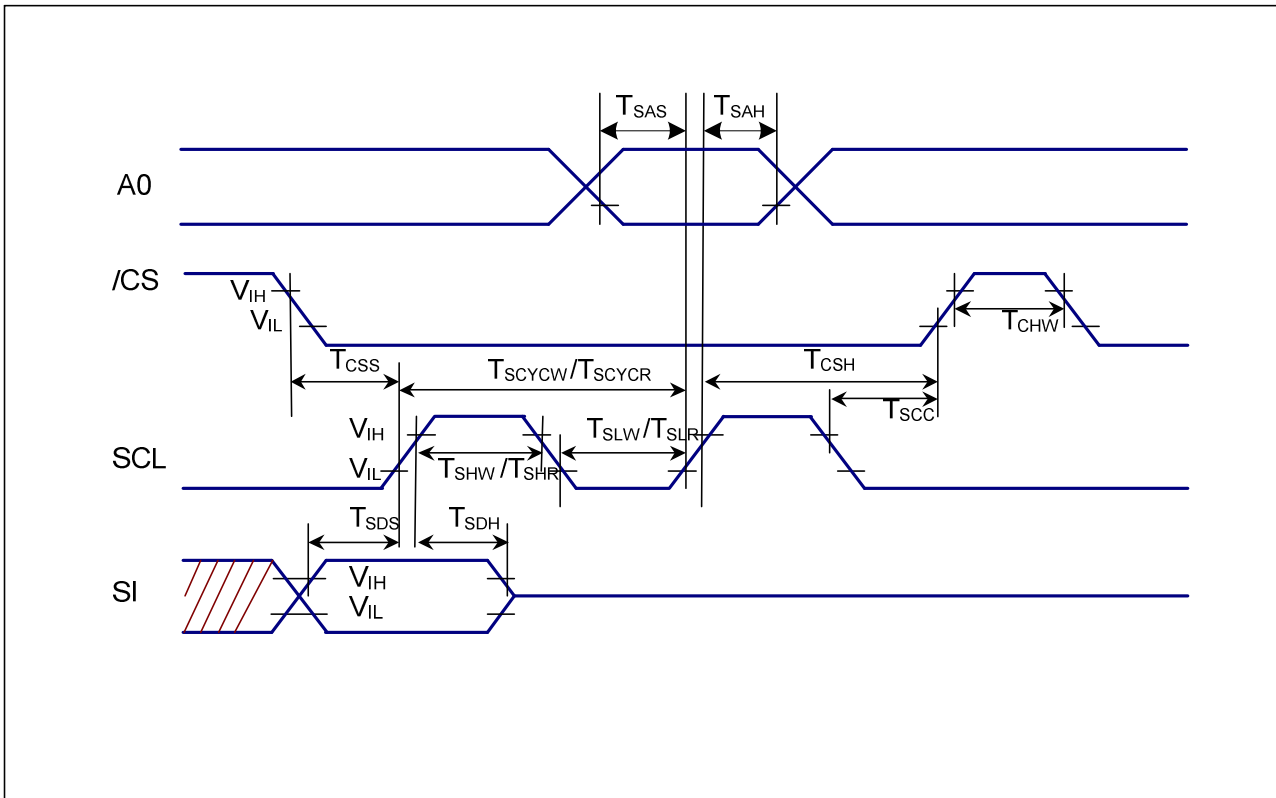 TSAS TSAH
A0
/CS
VIH
VIL
TCHW
TCSS
TSCYCW/TSCYCR
TCSH
TSCC
VIH
TSLW/TSLR
SCL
VIL
TSHW/TSHR
TSDS
TSDH
VIH
SI
VIL